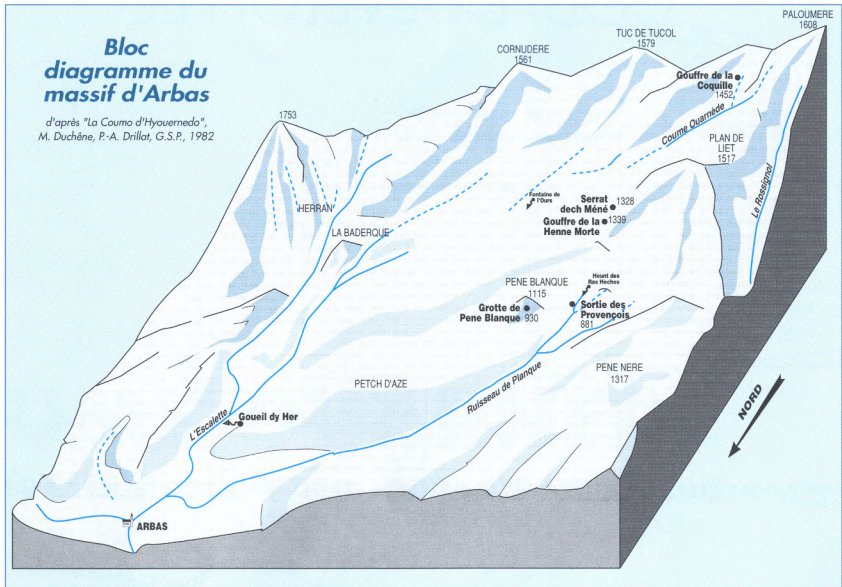 Bloc
diagramme du
massif d'Arbas
d'après "La Coumo d'Hyouernedo",
M. Duchêne, P.-A. Drillat, G.S.P., 1982
PALOUMERE
1608
TUC DE TUCOL
1579
CORNUDERE
1561
Gouffre de la
Coquille
1452
1753
Coume Ouarnède
PLAN DE
LIET
1517
Le Rossignol
Fontaine de
l'Ours
Serrat
dech Méné
1328
Gouffre de la
Henne Morte
1339
HERRAN
LA BADERQUE
PENE BLANQUE
1115
Hount des
Ras Heches
Grotte de
Pene Blanque
930
Sortie des
Provençois
881
PENE NERE
1317
PETCH D'AZE
Ruisseau de Planque
NORD
L'Escalette
Goueil dy Her
ARBAS